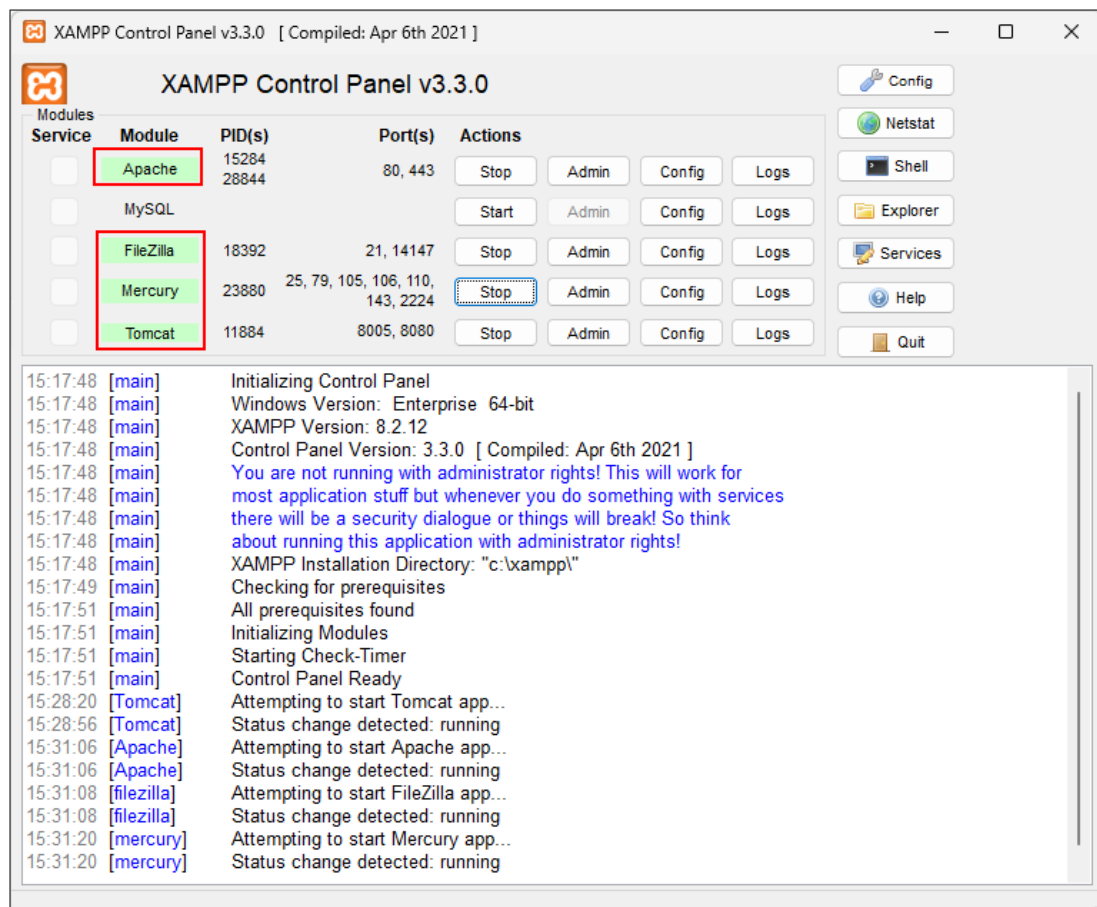 XAMPP Control Panel v3.3.0 [ Compiled: Apr 6th 2021 ]
XAMPP Control Panel v3.3.0
Config
Modules
Service Module PID(s) Port(s) Actions
Netstat
Apache 15284 28844 80, 443 Stop Admin Config Logs
Shell
MySQL Start Admin Config Logs
Explorer
FileZilla 18392 21, 14147 Stop Admin Config Logs
Services
Mercury 23880 25, 79, 105, 106, 110, 143, 2224 Stop Admin Config Logs
Help
Tomcat 11884 8005, 8080 Stop Admin Config Logs
Quit
15:17:48 [main] Initializing Control Panel
15:17:48 [main] Windows Version: Enterprise 64-bit
15:17:48 [main] XAMPP Version: 8.2.12
15:17:48 [main] Control Panel Version: 3.3.0 [ Compiled: Apr 6th 2021 ]
15:17:48 [main] You are not running with administrator rights! This will work for
15:17:48 [main] most application stuff but whenever you do something with services
15:17:48 [main] there will be a security dialogue or things will break! So think
15:17:48 [main] about running this application with administrator rights!
15:17:48 [main] XAMPP Installation Directory: "c:\xampp\"
15:17:49 [main] Checking for prerequisites
15:17:51 [main] All prerequisites found
15:17:51 [main] Initializing Modules
15:17:51 [main] Starting Check-Timer
15:17:51 [main] Control Panel Ready
15:28:20 [Tomcat] Attempting to start Tomcat app...
15:28:56 [Tomcat] Status change detected: running
15:31:06 [Apache] Attempting to start Apache app...
15:31:06 [Apache] Status change detected: running
15:31:08 [filezilla] Attempting to start FileZilla app...
15:31:08 [filezilla] Status change detected: running
15:31:20 [mercury] Attempting to start Mercury app...
15:31:20 [mercury] Status change detected: running